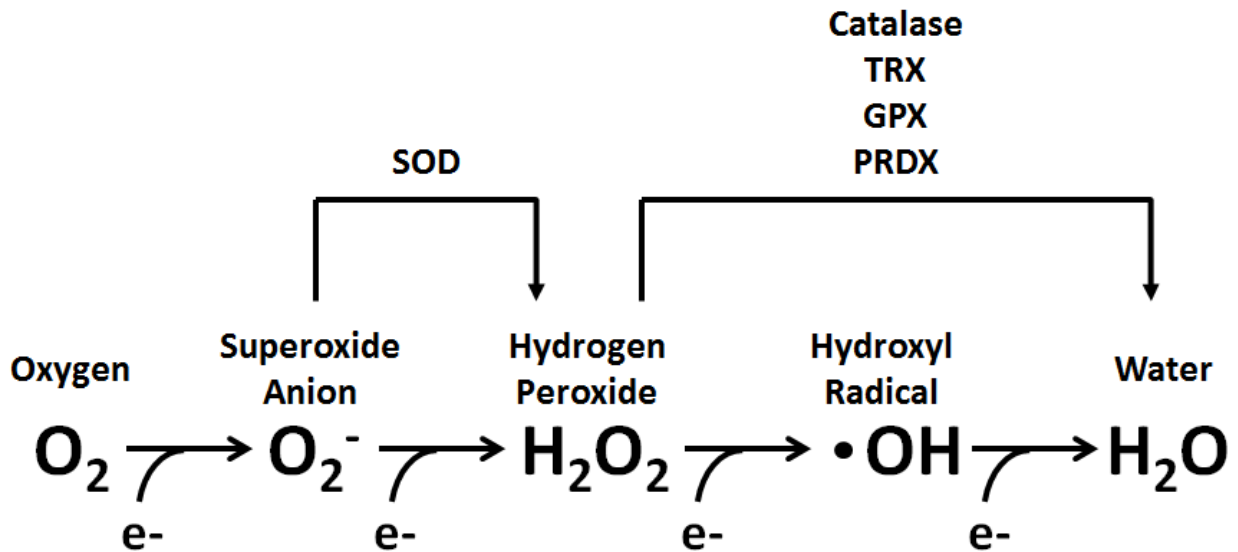 Catalase
TRX
GPX
PRDX
SOD
Oxygen
Superoxide
Anion
Hydrogen
Peroxide
Hydroxyl
Radical
Water
O₂ O₂⁻ H₂O₂ •OH H₂O
e- e- e- e-